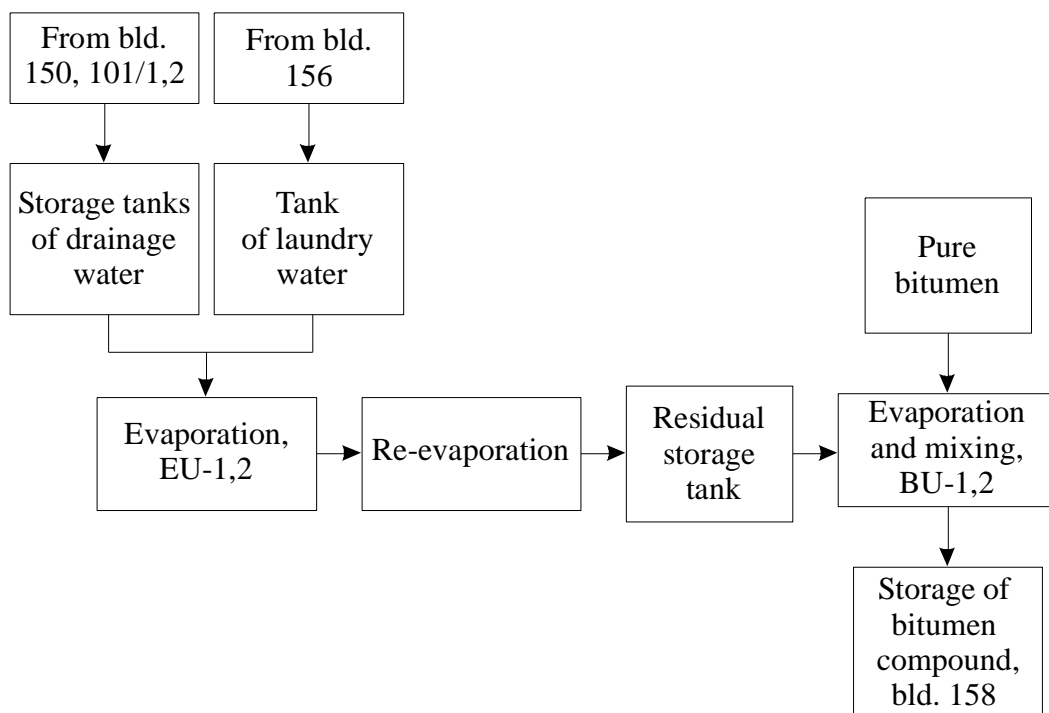 From bld.
150, 101/1,2
From bld.
156
Storage tanks
of drainage
water
Tank
of laundry
water
Pure
bitumen
Evaporation,
EU-1,2
Re-evaporation
Residual
storage
tank
Evaporation
and mixing,
BU-1,2
Storage of
bitumen
compound,
bld. 158